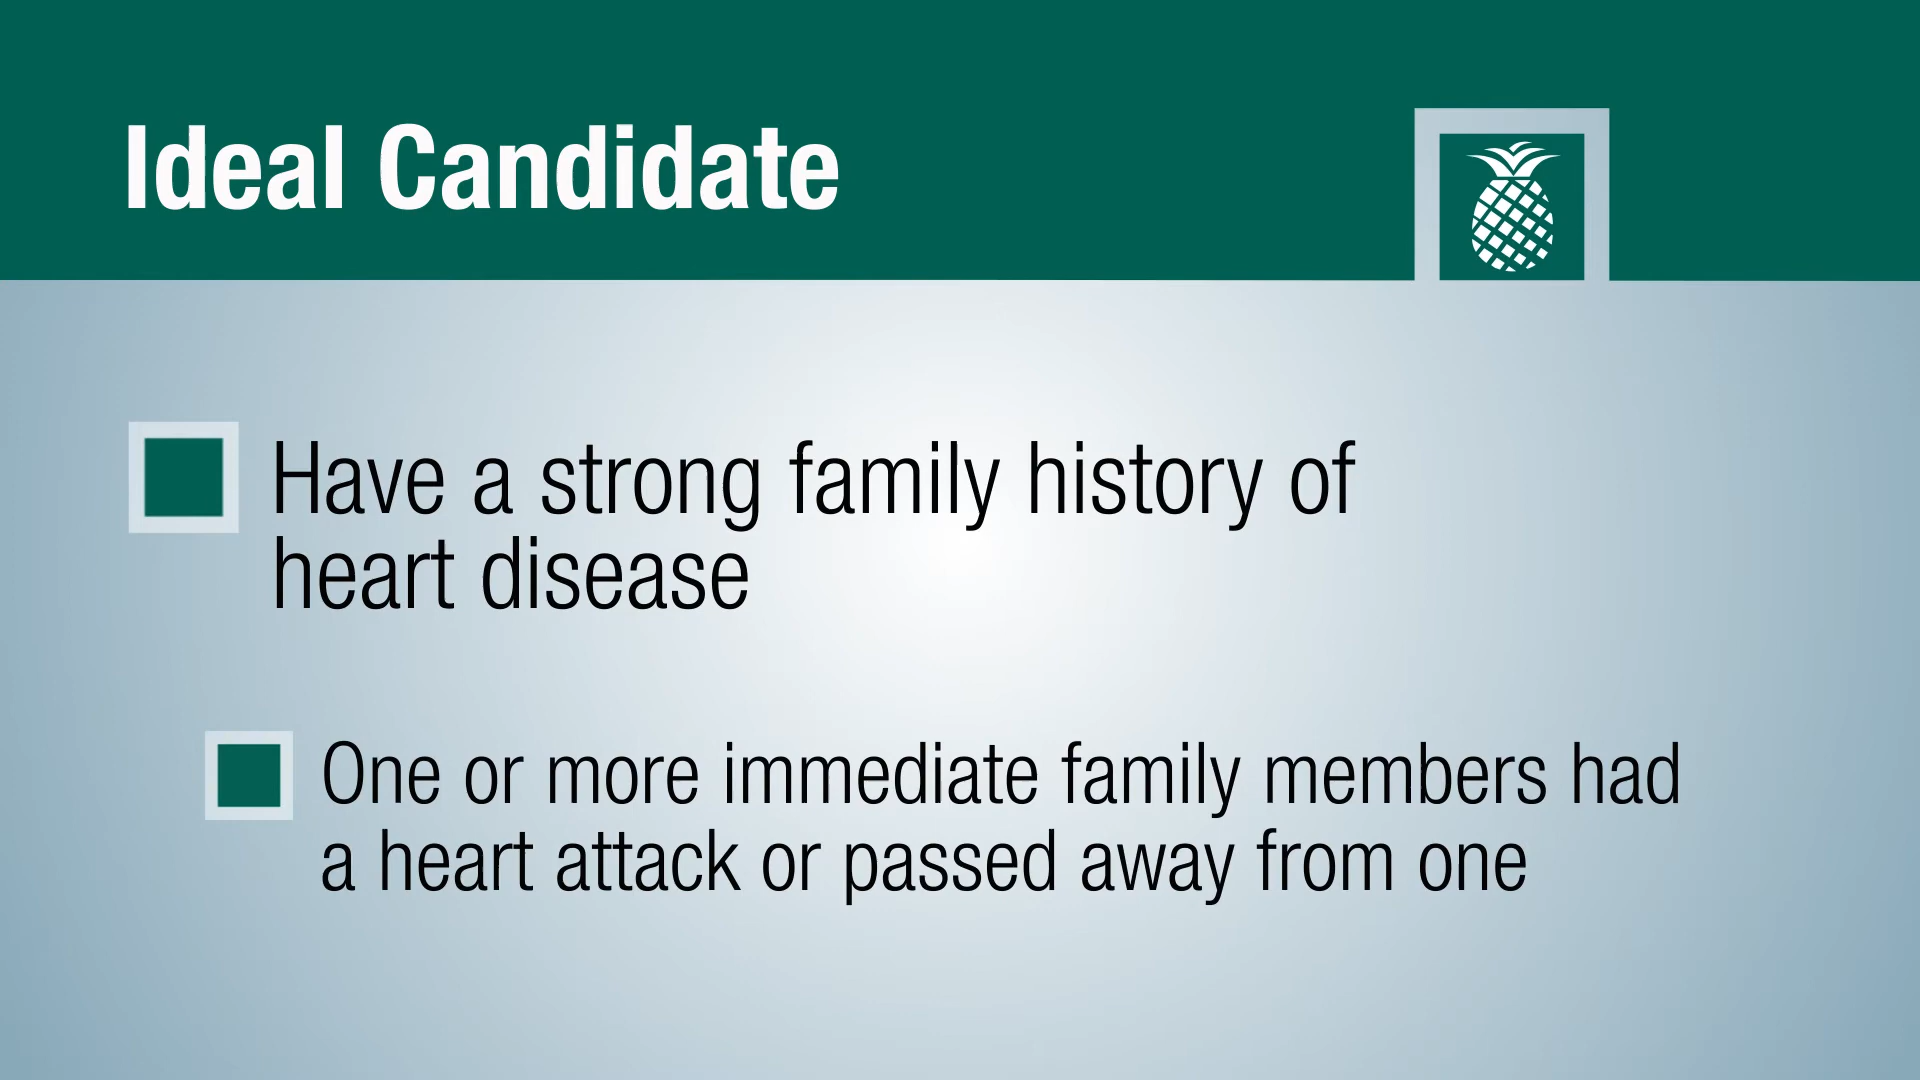 Ideal Candidate
Have a strong family history of
heart disease
One or more immediate family members had
a heart attack or passed away from one